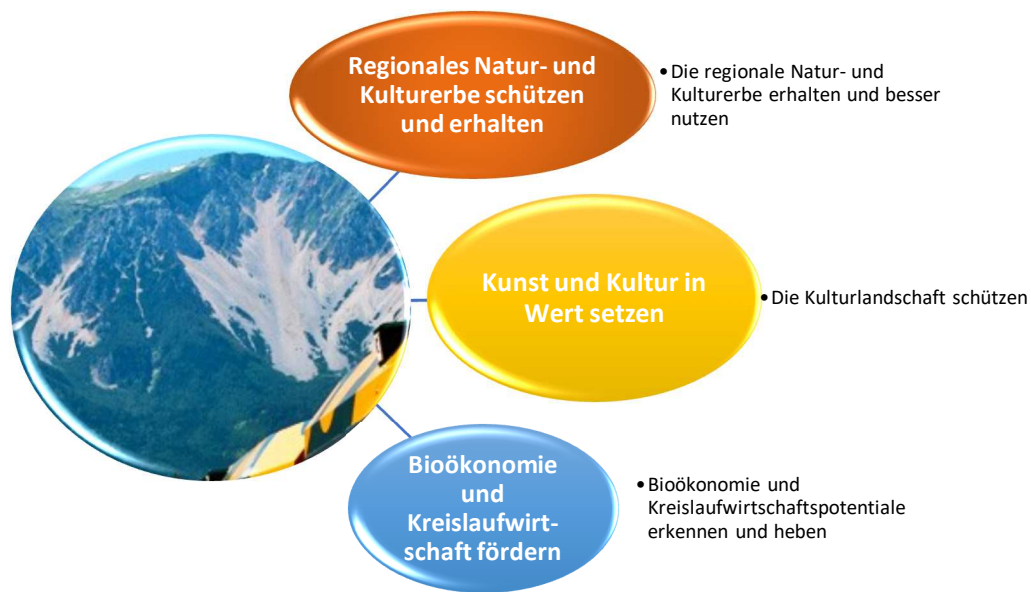 Regionales Natur- und
Kulturerbe schützen
und erhalten
•Die regionale Natur- und
Kulturerbe erhalten und besser
nutzen
Kunst und Kultur in
Wert setzen
•Die Kulturlandschaft schützen
Bioökonomie
und
Kreislaufwirt-
schaft fördern
•Bioökonomie und
Kreislaufwirtschaftspotentiale
erkennen und heben